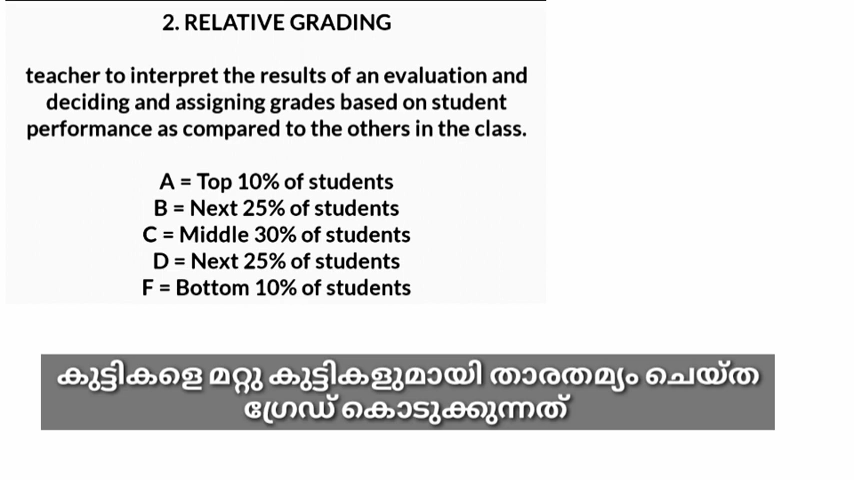 2. RELATIVE GRADING
teacher to interpret the results of an evaluation and
deciding and assigning grades based on student
performance as compared to the others in the class.
A = Top 10% of students
B = Next 25% of students
C = Middle 30% of students
D = Next 25% of students
F = Bottom 10% of students
കുട്ടികളെ മറ്റു കുട്ടികളുമായി താരതമ്യം ചെയ്ത
ഗ്രേഡ് കൊടുക്കുന്നത്